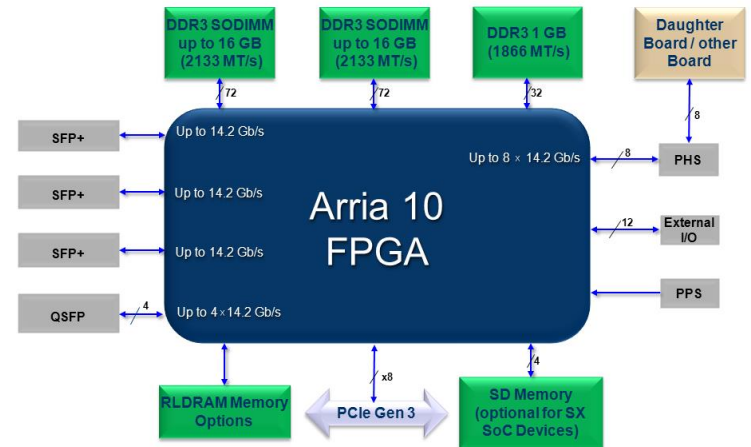 DDR3 SODIMM
up to 16 GB
(2133 MT/s)
DDR3 SODIMM
up to 16 GB
(2133 MT/s)
DDR3 1 GB
(1866 MT/s)
Daughter
Board / other
Board
72
72
32
8
SFP+
Up to 14.2 Gb/s
Up to 8 x 14.2 Gb/s
8
PHS
SFP+
Up to 14.2 Gb/s
Arria 10
FPGA
12
External
I/O
SFP+
Up to 14.2 Gb/s
PPS
QSFP
4
Up to 4x14.2 Gb/s
x8
4
RLDRAM Memory
Options
PCIe Gen 3
SD Memory
(optional for SX
SoC Devices)